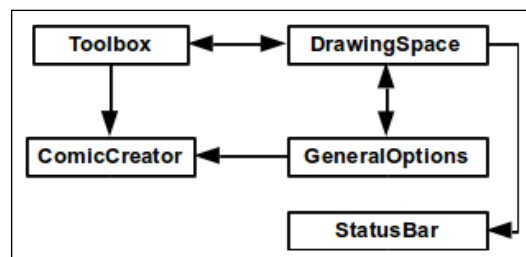 Toolbox
DrawingSpace
ComicCreator
GeneralOptions
StatusBar